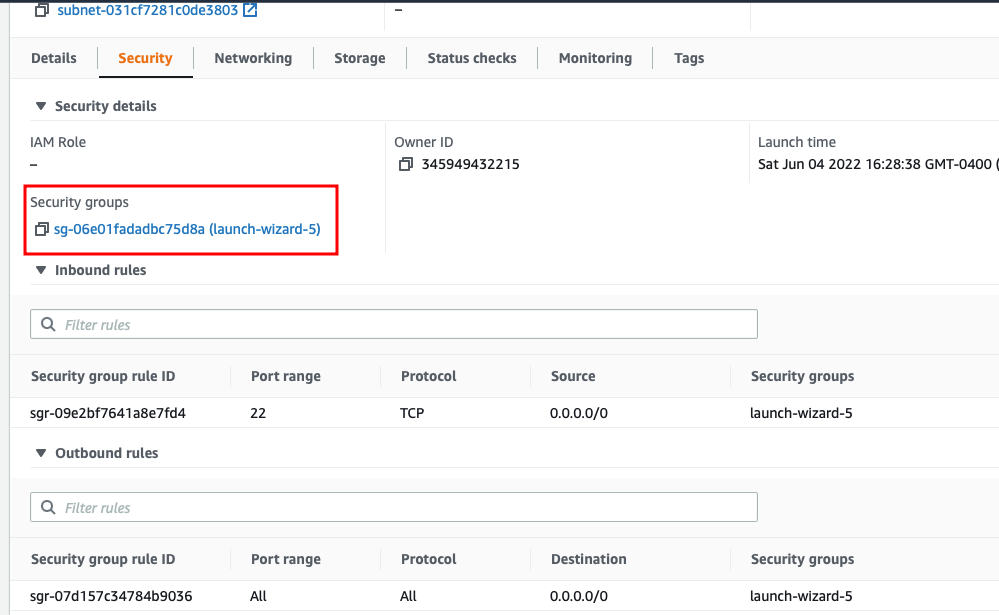 subnet-031cf7281c0de3803 –
Details Security Networking Storage Status checks Monitoring Tags
Security details
IAM Role Owner ID Launch time
– 345949432215 Sat Jun 04 2022 16:28:38 GMT-0400 (
Security groups
sg-06e01fadadbc75d8a (launch-wizard-5)
Inbound rules
Filter rules
Security group rule ID Port range Protocol Source Security groups
sgr-09e2bf7641a8e7fd4 22 TCP 0.0.0.0/0 launch-wizard-5
Outbound rules
Filter rules
Security group rule ID Port range Protocol Destination Security groups
sgr-07d157c34784b9036 All All 0.0.0.0/0 launch-wizard-5